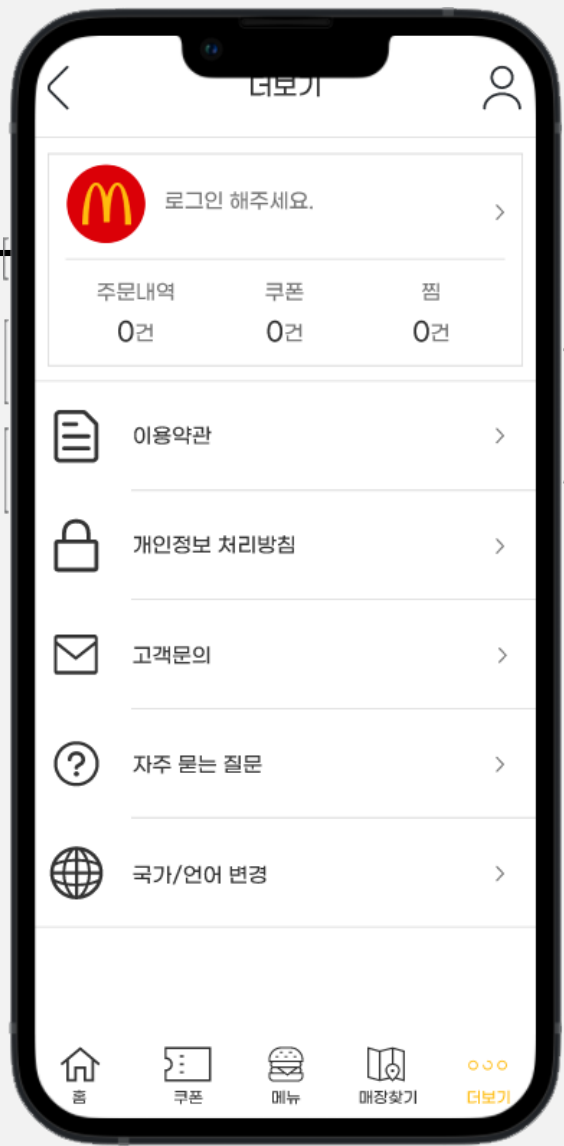 더보기
로그인 해주세요.
주문내역 쿠폰 찜
0건 0건 0건
이용약관
개인정보 처리방침
고객문의
자주 묻는 질문
국가/언어 변경
홈 쿠폰 메뉴 매장찾기 더보기